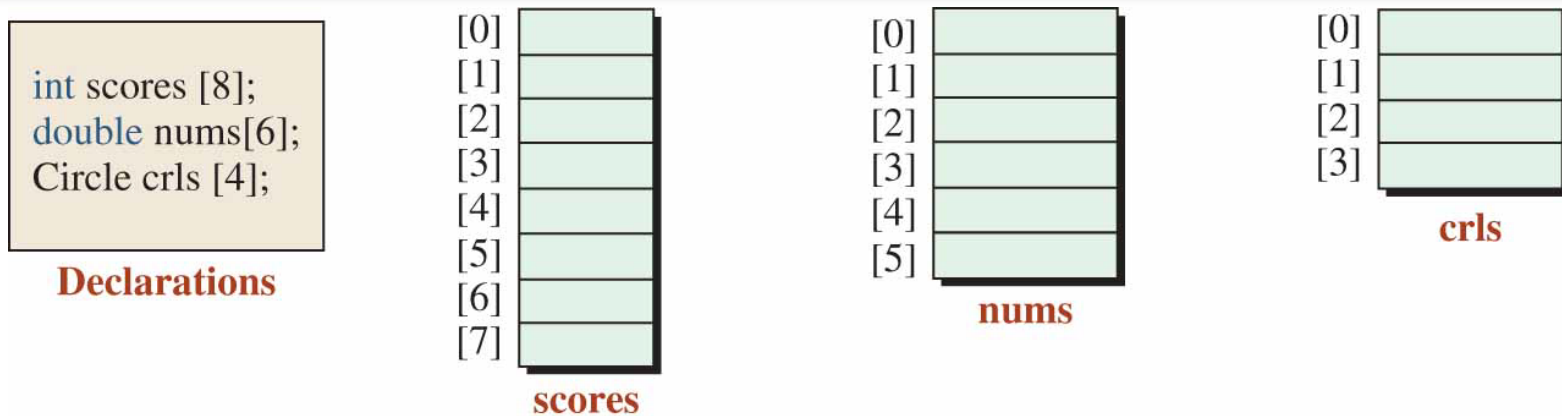 int scores [8];
double nums[6];
Circle crls [4];
Declarations
[0]
[1]
[2]
[3]
[4]
[5]
[6]
[7]
scores
[0]
[1]
[2]
[3]
[4]
[5]
nums
[0]
[1]
[2]
[3]
crls